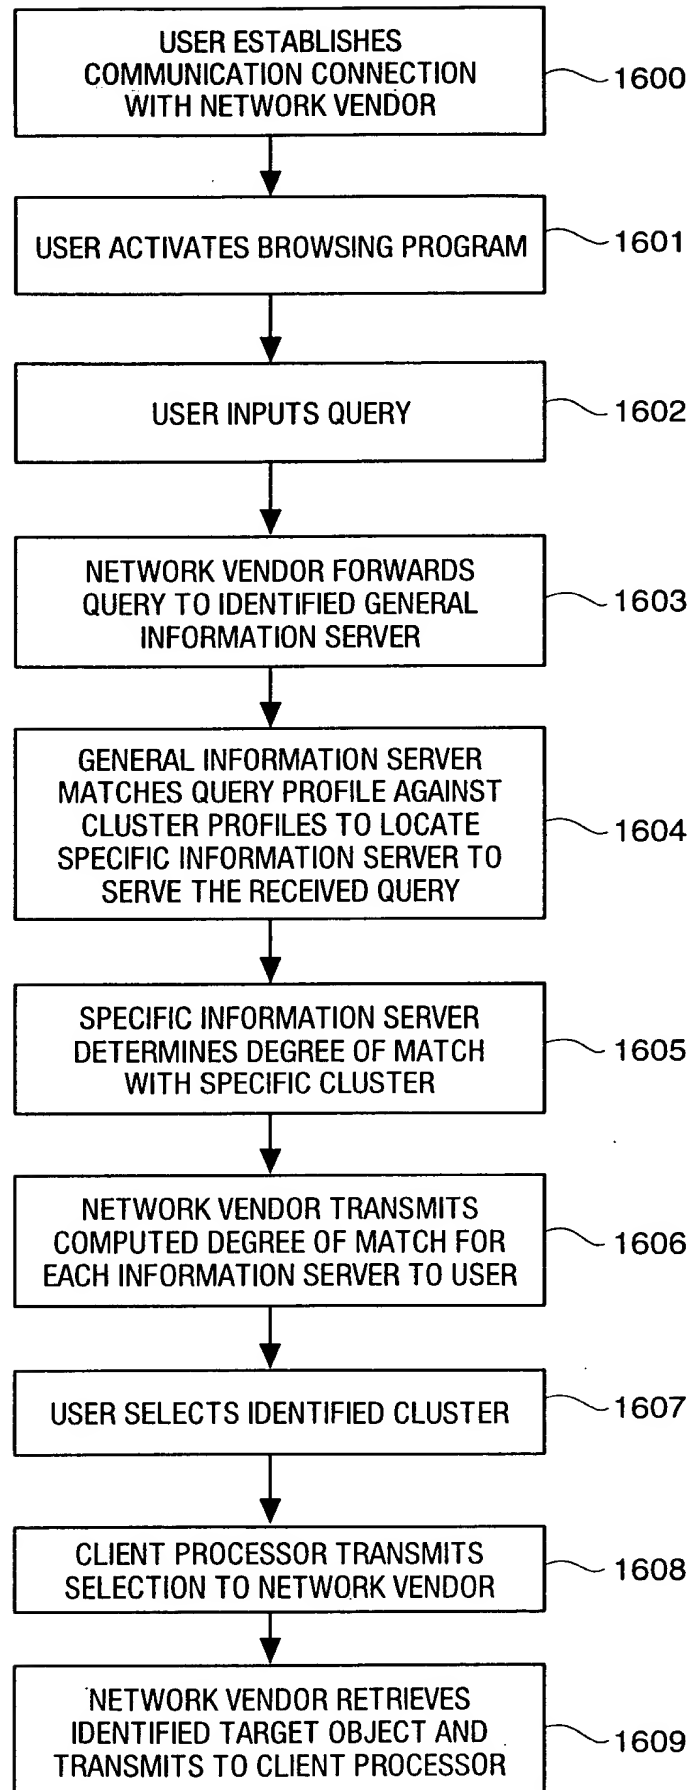 USER ESTABLISHES
COMMUNICATION CONNECTION
WITH NETWORK VENDOR
1600
USER ACTIVATES BROWSING PROGRAM
1601
USER INPUTS QUERY
1602
NETWORK VENDOR FORWARDS
QUERY TO IDENTIFIED GENERAL
INFORMATION SERVER
1603
GENERAL INFORMATION SERVER
MATCHES QUERY PROFILE AGAINST
CLUSTER PROFILES TO LOCATE
SPECIFIC INFORMATION SERVER TO
SERVE THE RECEIVED QUERY
1604
SPECIFIC INFORMATION SERVER
DETERMINES DEGREE OF MATCH
WITH SPECIFIC CLUSTER
1605
NETWORK VENDOR TRANSMITS
COMPUTED DEGREE OF MATCH FOR
EACH INFORMATION SERVER TO USER
1606
USER SELECTS IDENTIFIED CLUSTER
1607
CLIENT PROCESSOR TRANSMITS
SELECTION TO NETWORK VENDOR
1608
NETWORK VENDOR RETRIEVES
IDENTIFIED TARGET OBJECT AND
TRANSMITS TO CLIENT PROCESSOR
1609